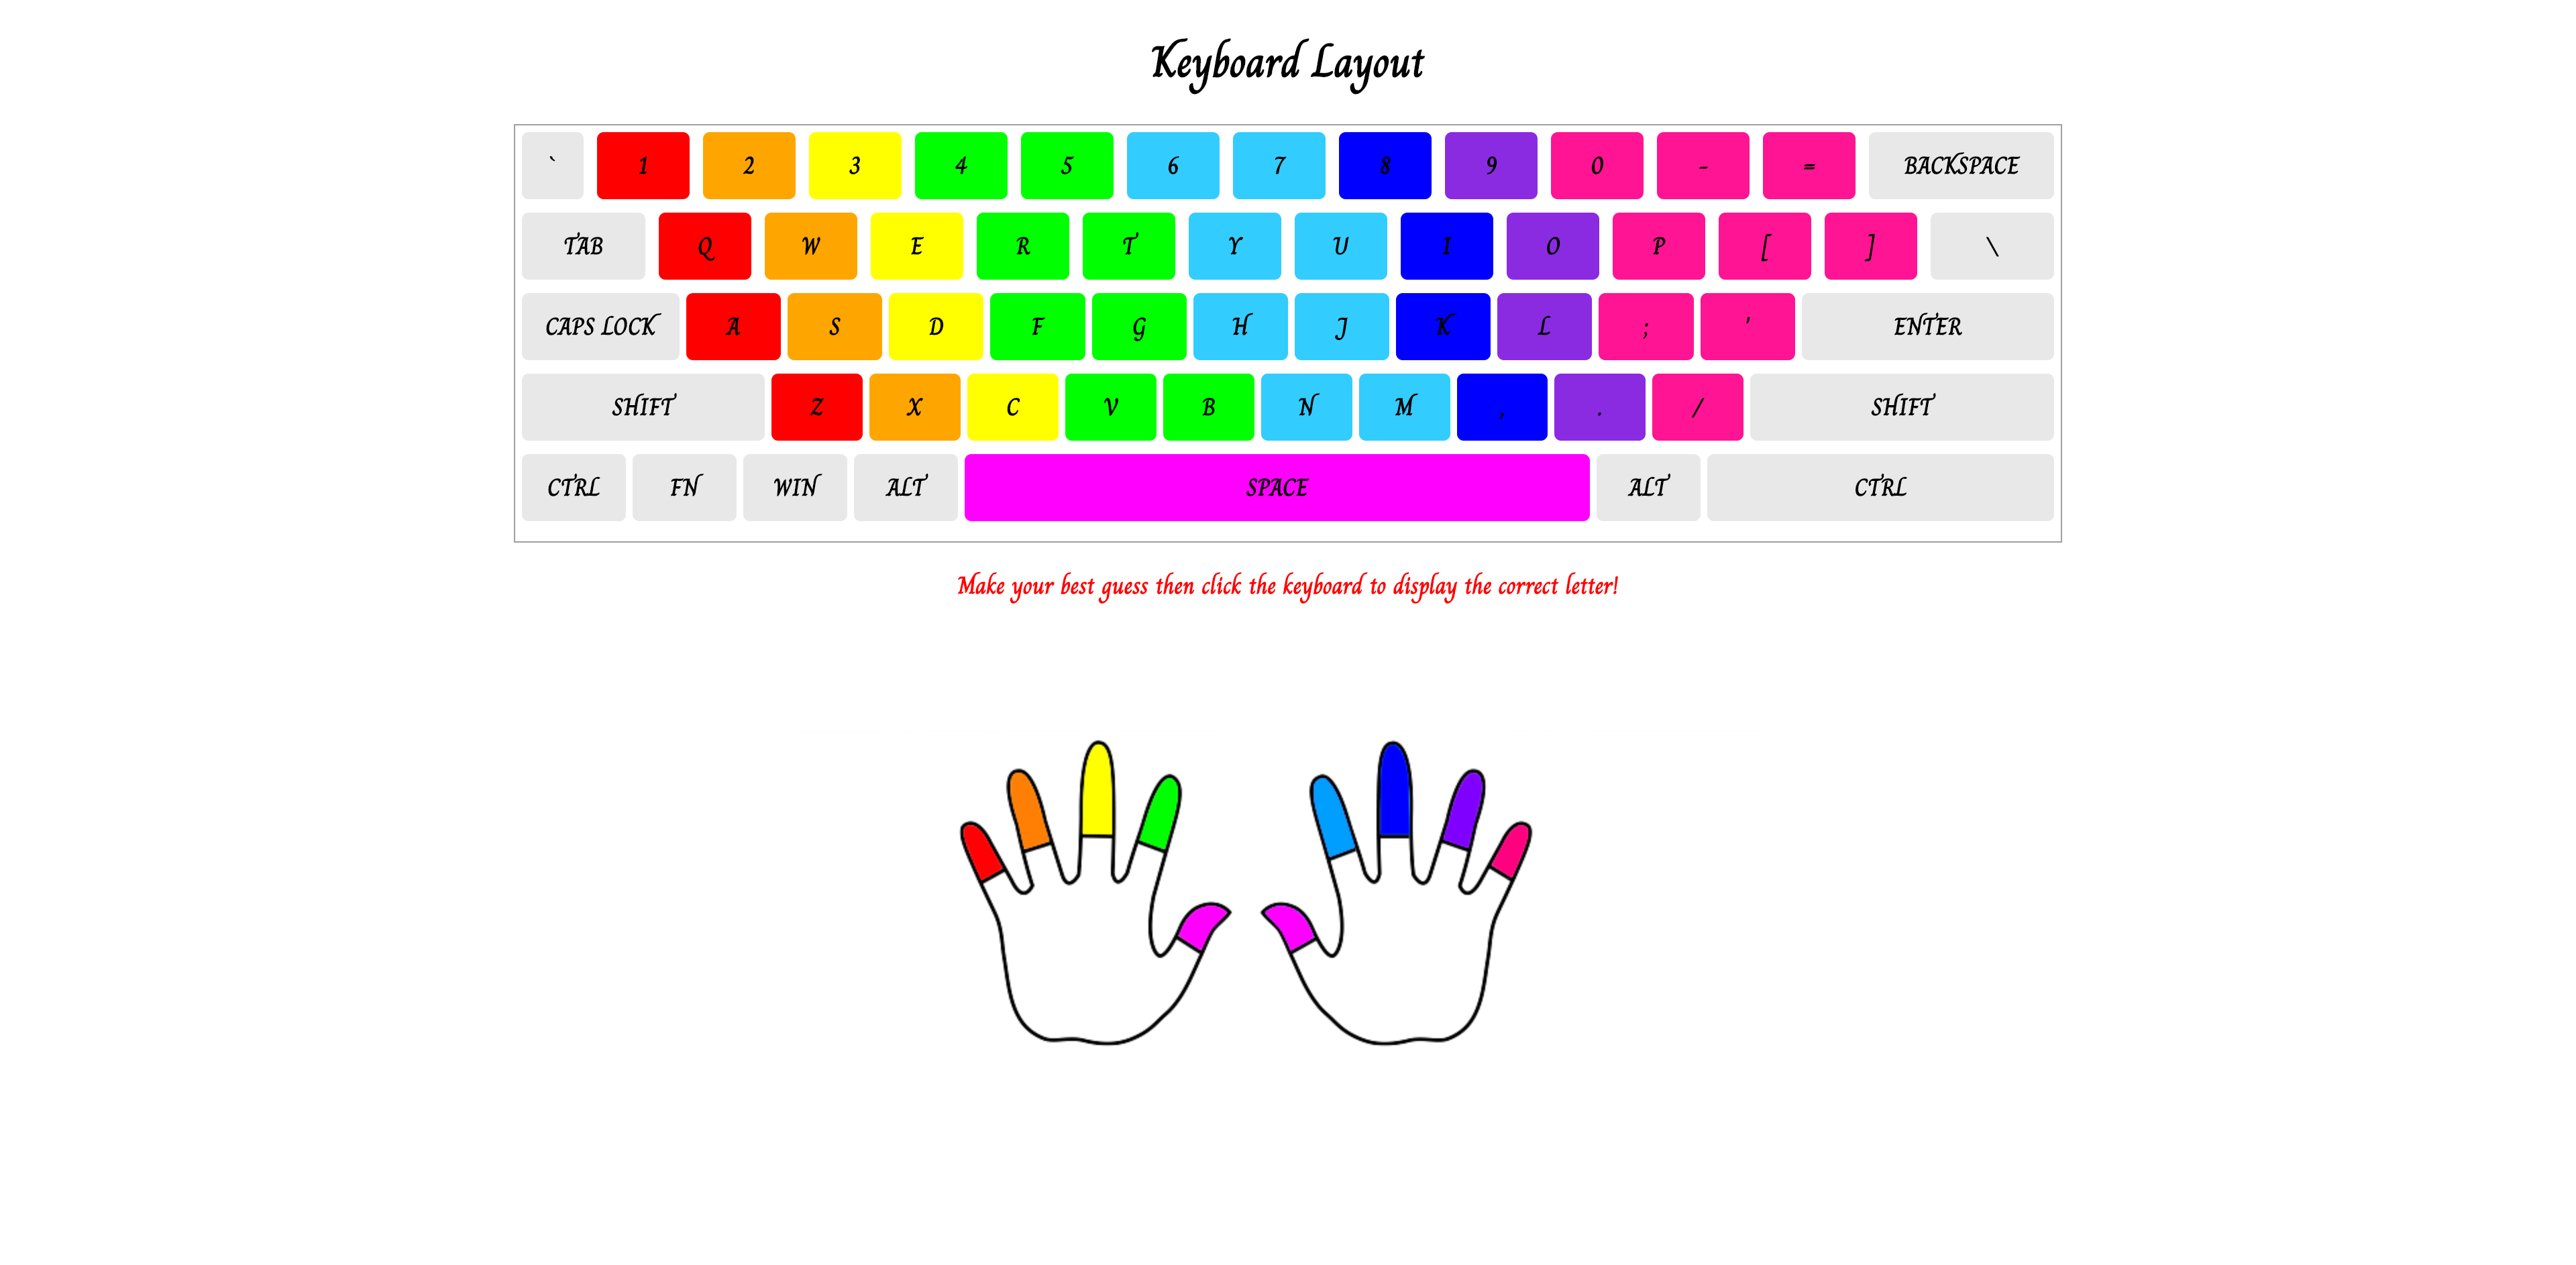 Keyboard Layout
` 1 2 3 4 5 6 7 8 9 0 - = BACKSPACE
TAB Q W E R T Y U I O P [ ] \
CAPS LOCK A S D F G H J K L ; ' ENTER
SHIFT Z X C V B N M , . / SHIFT
CTRL FN WIN ALT SPACE ALT CTRL
Make your best guess then click the keyboard to display the correct letter!